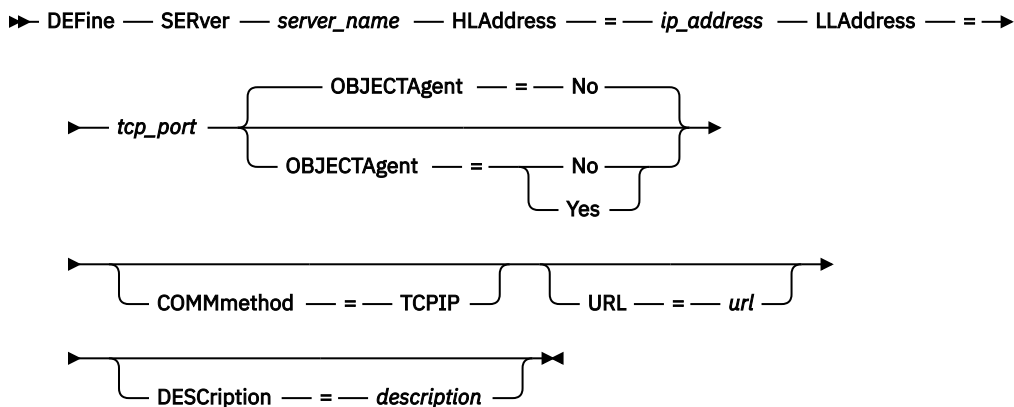 DEFine SERver server_name HLAddress = ip_address LLAddress =
OBJECTAgent = No
tcp_port
OBJECTAgent = No
Yes
COMMmethod = TCPIP URL = url
DESCription = description